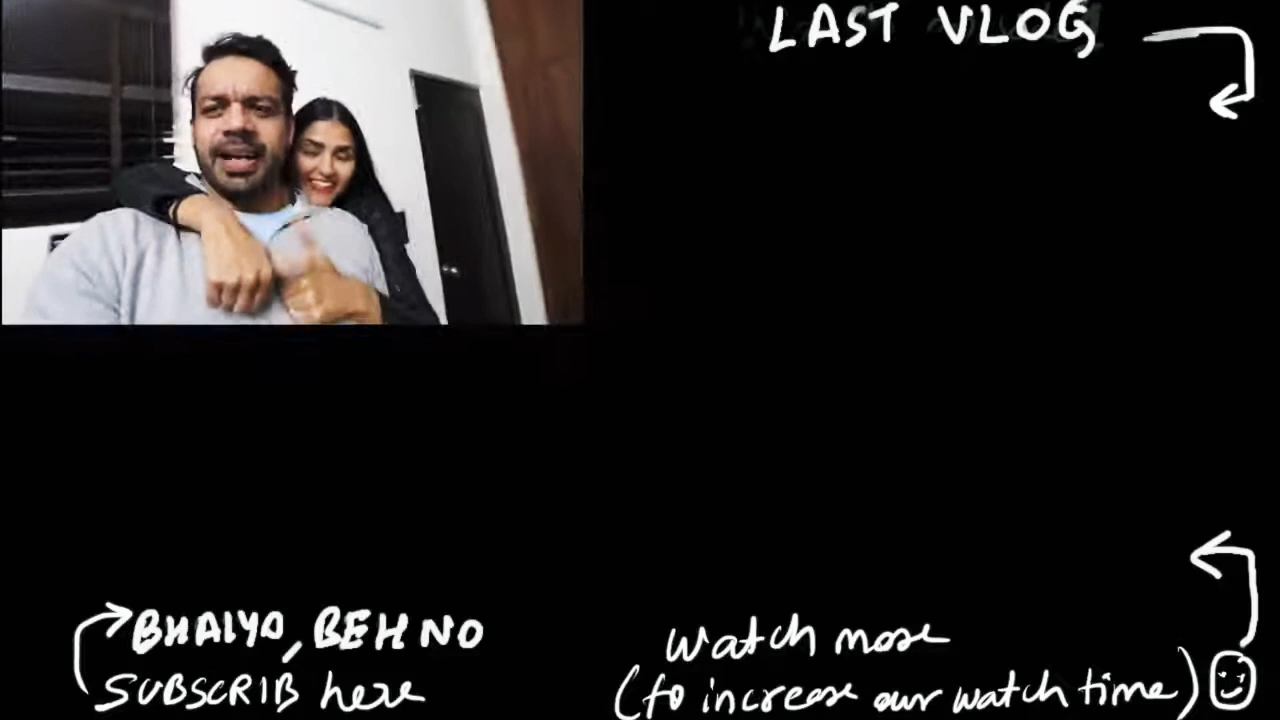 LAST VLOG
BHAIYO, BEHNO
SUBSCRIB here
watch more
(to increase our watch time)